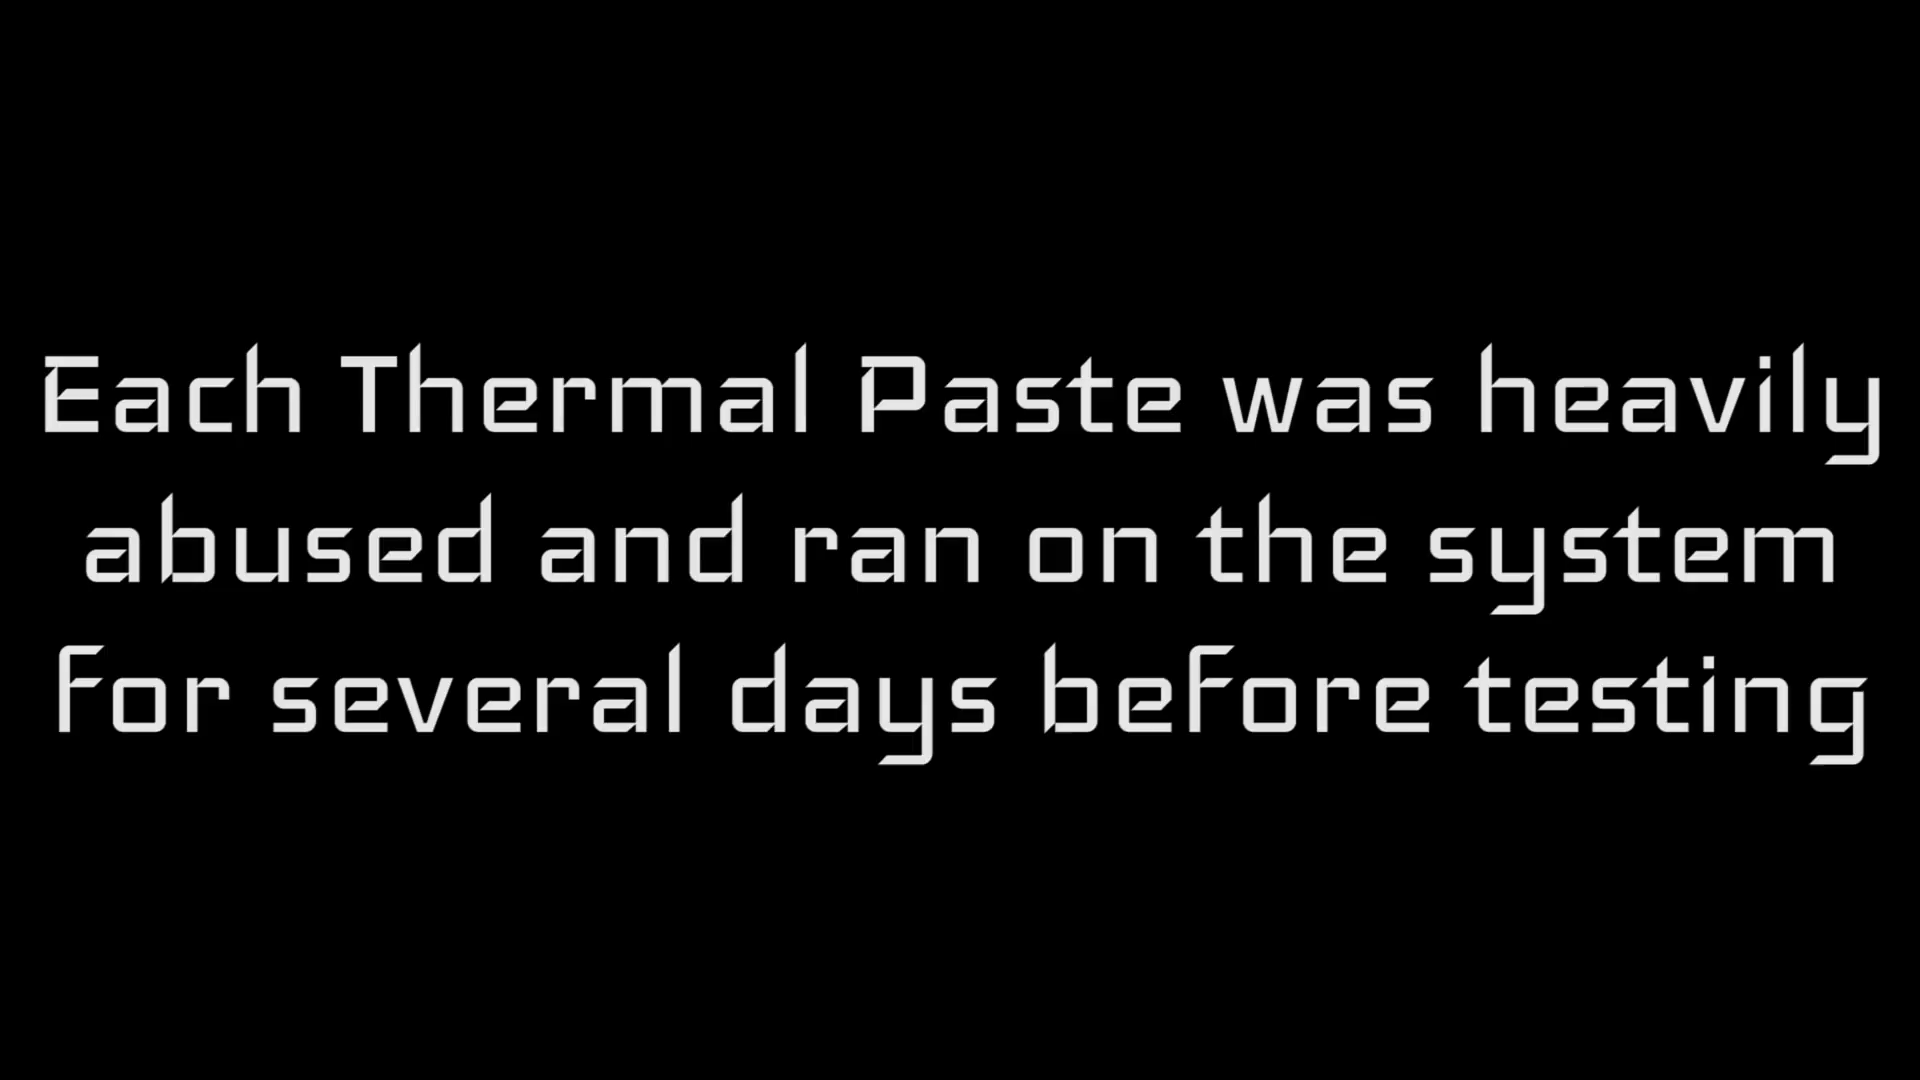 Each Thermal Paste was heavily
abused and ran on the system
for several days before testing